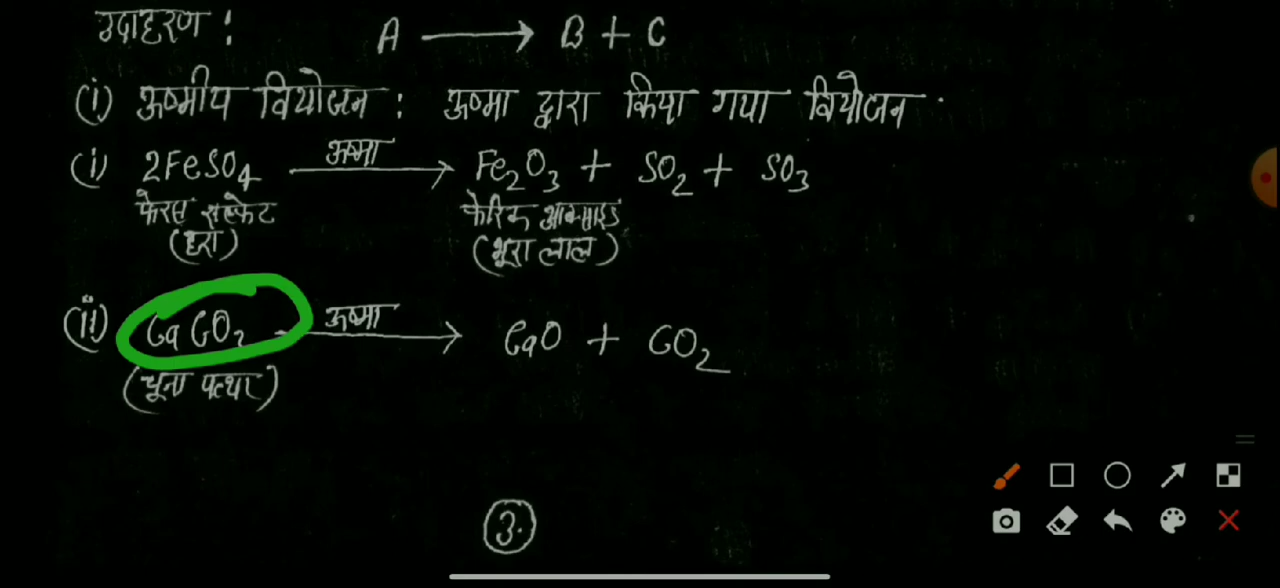 उदाहरण : A ⟶ B + C
(i) ऊष्मीय वियोजन : ऊष्मा द्वारा किया गया वियोजन .
(i) 2FeSO4 ऊष्मा ⟶ Fe2O3 + SO2 + SO3
फेरस सल्फेट फेरिक आक्साइड
(हरा) (भूरा लाल)
(ii) CaCO2 ऊष्मा ⟶ CaO + CO2
(चूना पत्थर)
3.